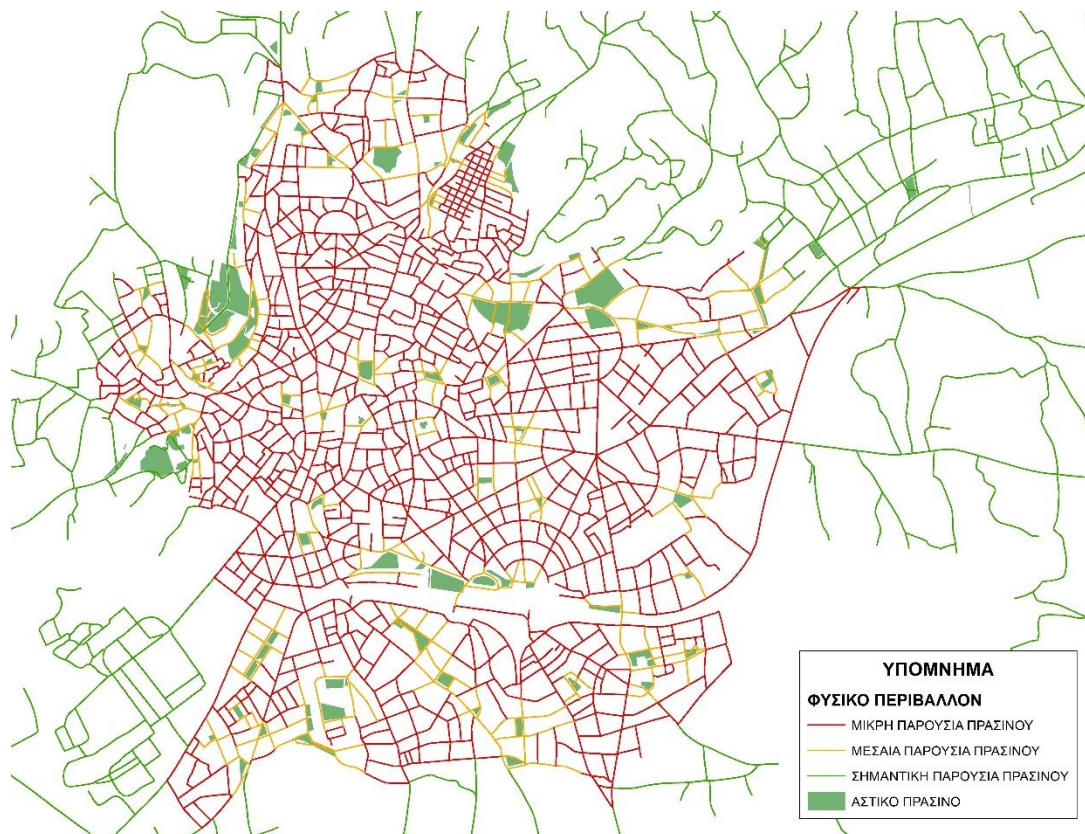 ΥΠΟΜΝΗΜΑ
ΦΥΣΙΚΟ ΠΕΡΙΒΑΛΛΟΝ
ΜΙΚΡΗ ΠΑΡΟΥΣΙΑ ΠΡΑΣΙΝΟΥ
ΜΕΣΑΙΑ ΠΑΡΟΥΣΙΑ ΠΡΑΣΙΝΟΥ
ΣΗΜΑΝΤΙΚΗ ΠΑΡΟΥΣΙΑ ΠΡΑΣΙΝΟΥ
ΑΣΤΙΚΟ ΠΡΑΣΙΝΟ